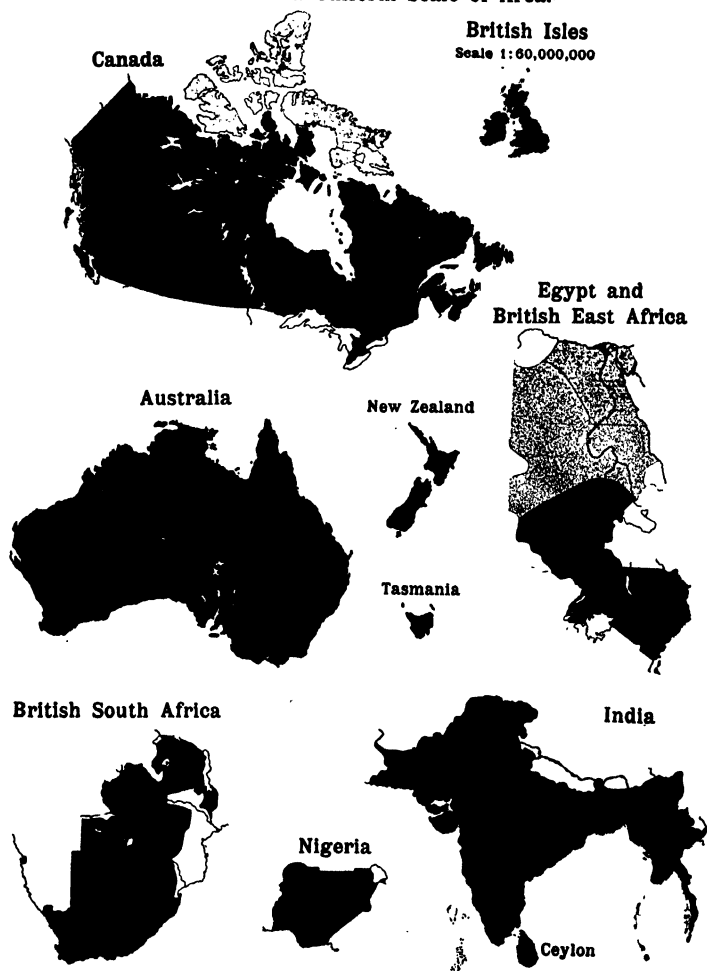 Uniform Scale of Area.
Canada
British Isles
Scale 1:60,000,000
Egypt and
British East Africa
Australia
New Zealand
Tasmania
British South Africa
India
Nigeria
Ceylon